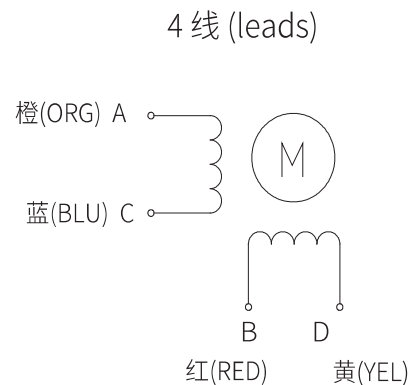 4 线 (leads)
橙(ORG) A
M
蓝(BLU) C
B D
红(RED) 黄(YEL)